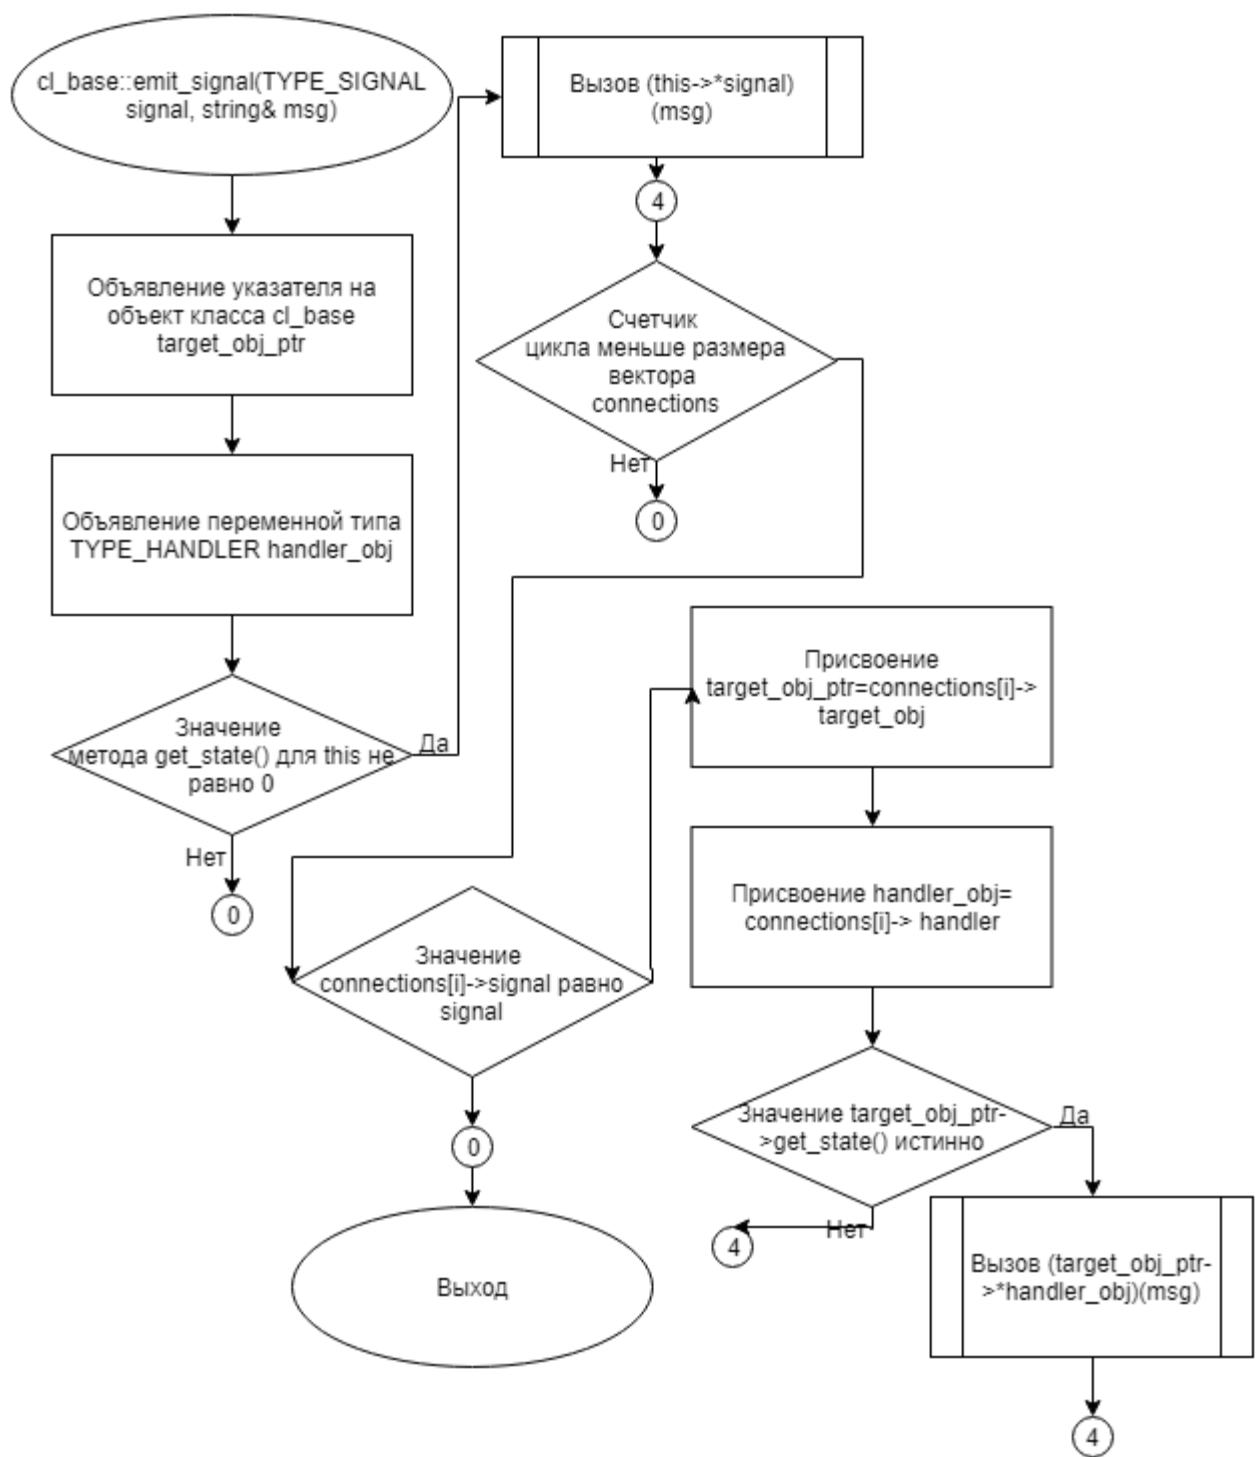 cl_base::emit_signal(TYPE_SIGNAL
signal, string& msg)
Объявление указателя на
объект класса cl_base
target_obj_ptr
Объявление переменной типа
TYPE_HANDLER handler_obj
Значение
метода get_state() для this не
равно 0
Да
Нет
0
Вызов (this->*signal)
(msg)
4
Счетчик
цикла меньше размера
вектора
connections
Нет
0
Значение
connections[i]->signal равно
signal
0
Выход
Присвоение
target_obj_ptr=connections[i]->
target_obj
Присвоение handler_obj=
connections[i]-> handler
Значение target_obj_ptr-
>get_state() истинно
Да
Нет
4
Вызов (target_obj_ptr-
>*handler_obj)(msg)
4